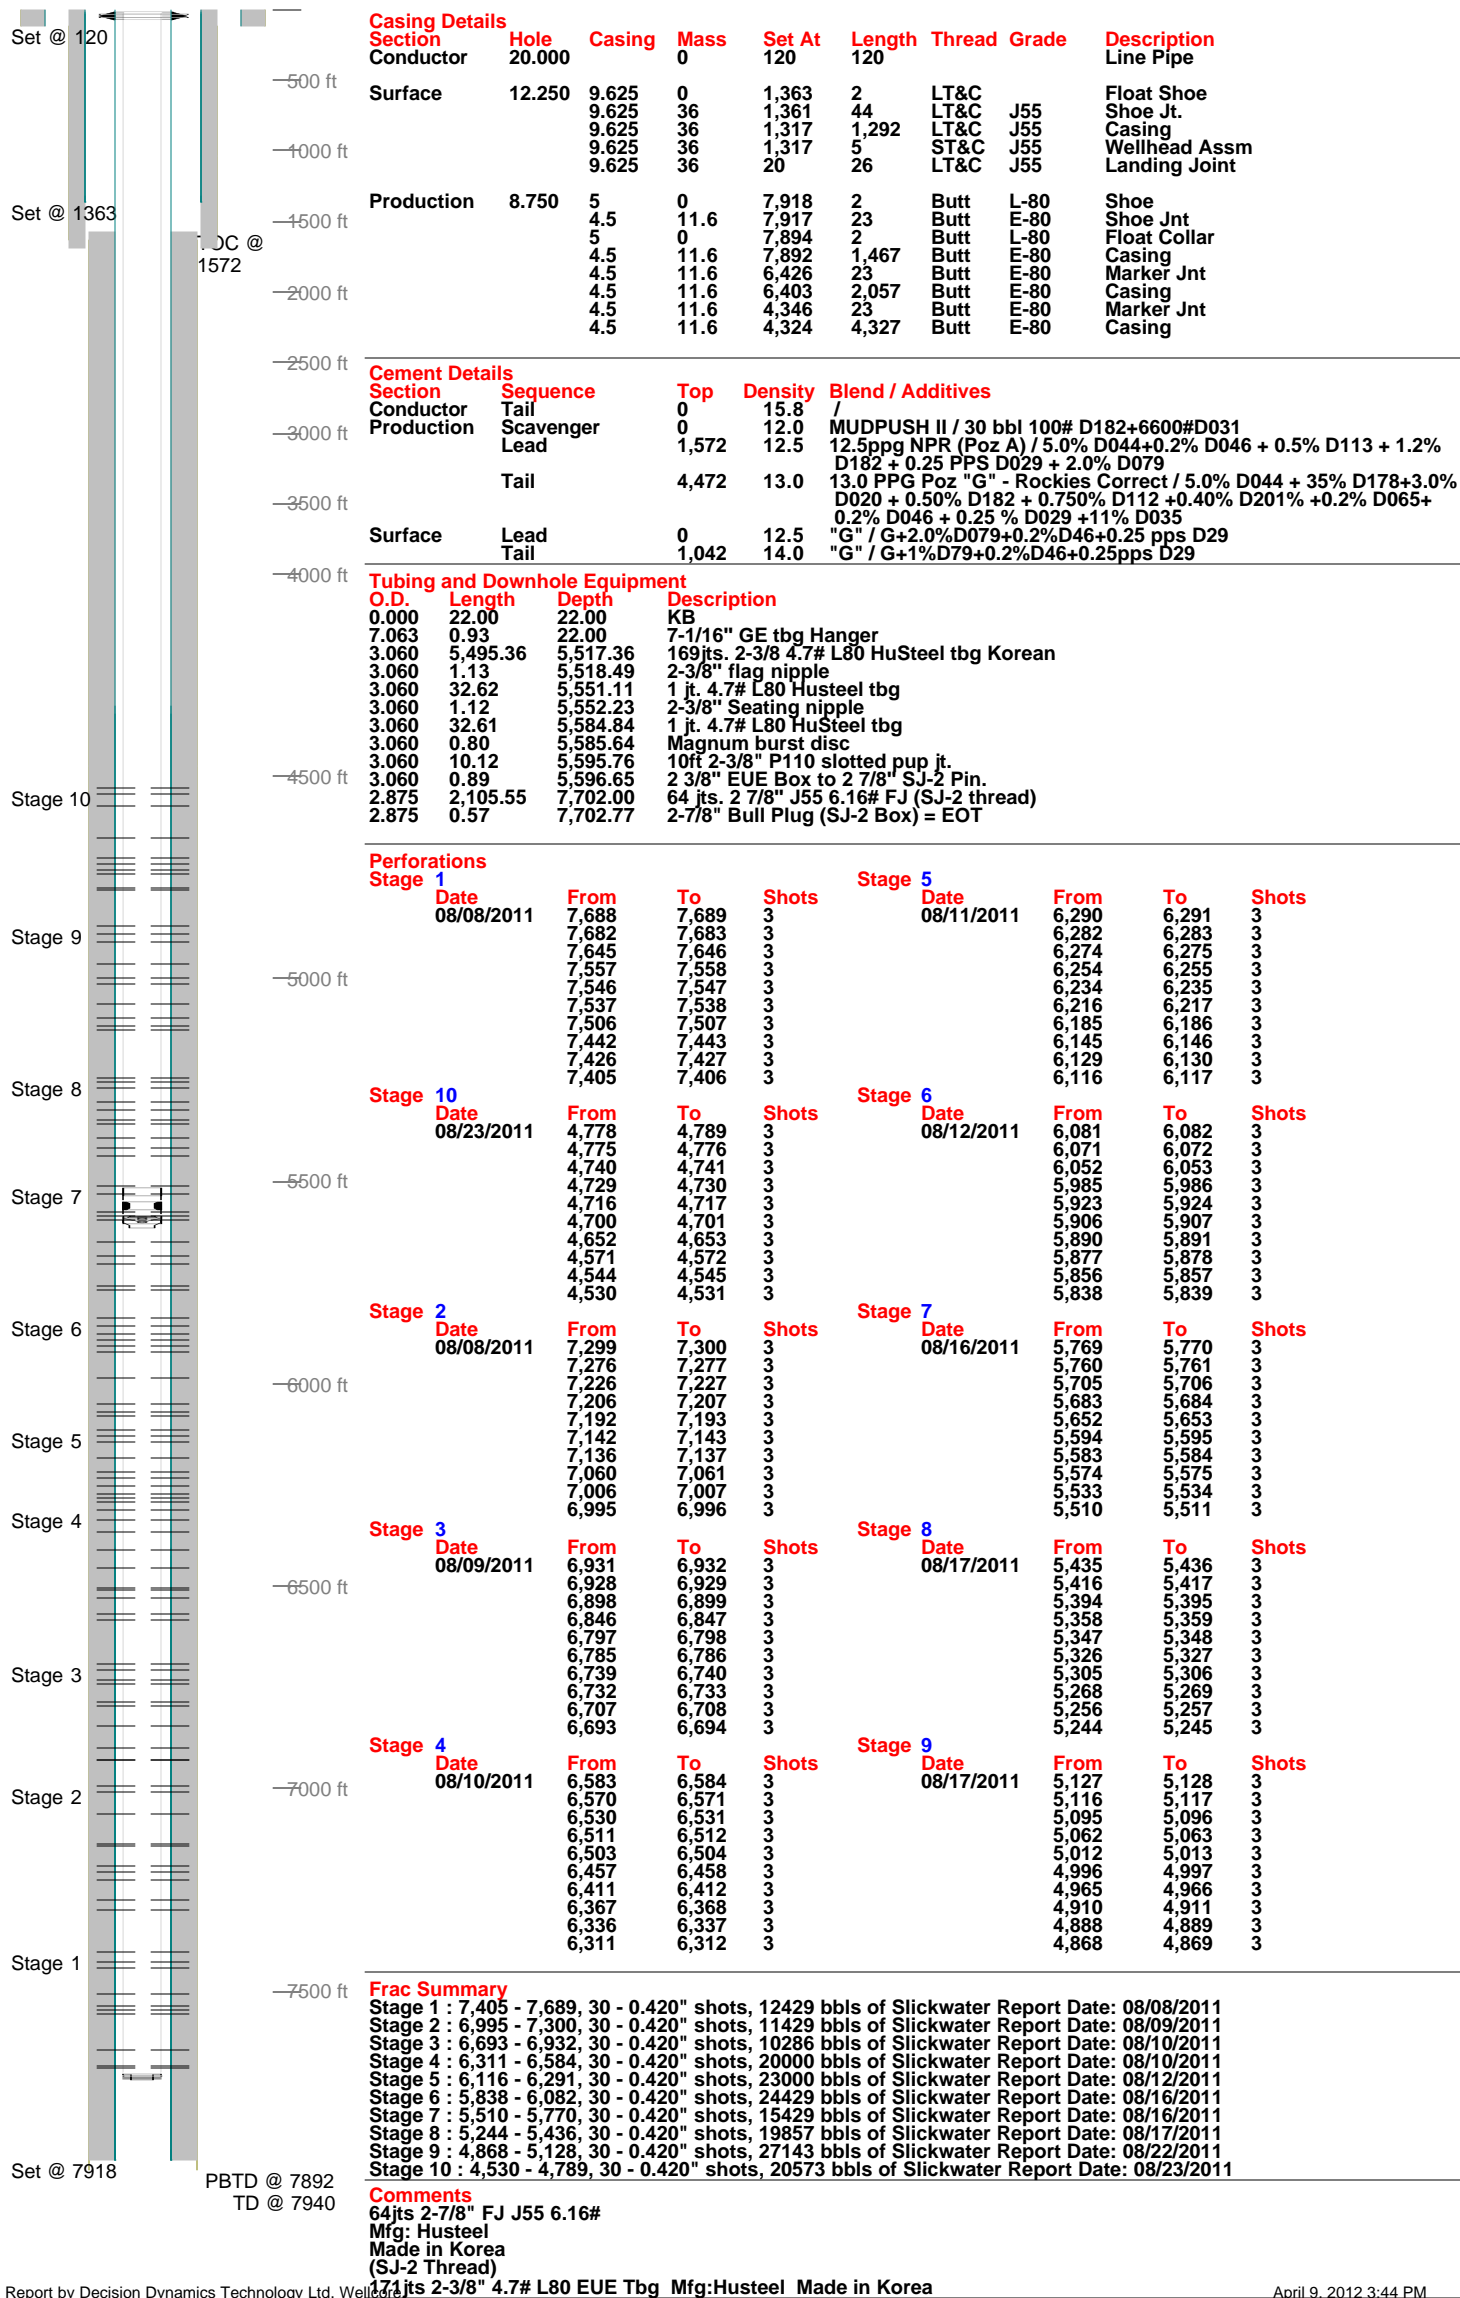 Set @ 120
Set @ 1363
TOC @
1572
Stage 10
Stage 9
Stage 8
Stage 7
Stage 6
Stage 5
Stage 4
Stage 3
Stage 2
Stage 1
Set @ 7918
PBTD @ 7892
TD @ 7940
500 ft
1000 ft
1500 ft
2000 ft
2500 ft
3000 ft
3500 ft
4000 ft
4500 ft
5000 ft
5500 ft
6000 ft
6500 ft
7000 ft
7500 ft
Casing Details
Section Hole Casing Mass Set At Length Thread Grade Description
Conductor 20.000 0 120 120 Line Pipe
Surface 12.250 9.625 0 1,363 2 LT&C Float Shoe
9.625 36 1,361 44 LT&C J55 Shoe Jt.
9.625 36 1,317 1,292 LT&C J55 Casing
9.625 36 1,317 5 ST&C J55 Wellhead Assm
9.625 36 20 26 LT&C J55 Landing Joint
Production 8.750 5 0 7,918 2 Butt L-80 Shoe
4.5 11.6 7,917 23 Butt E-80 Shoe Jnt
5 0 7,894 2 Butt L-80 Float Collar
4.5 11.6 7,892 1,467 Butt E-80 Casing
4.5 11.6 6,426 23 Butt E-80 Marker Jnt
4.5 11.6 6,403 2,057 Butt E-80 Casing
4.5 11.6 4,346 23 Butt E-80 Marker Jnt
4.5 11.6 4,324 4,327 Butt E-80 Casing
Cement Details
Section Sequence Top Density Blend / Additives
Conductor Tail 0 15.8 /
Production Scavenger 0 12.0 MUDPUSH II / 30 bbl 100# D182+6600#D031
Lead 1,572 12.5 12.5ppg NPR (Poz A) / 5.0% D044+0.2% D046 + 0.5% D113 + 1.2%
D182 + 0.25 PPS D029 + 2.0% D079
Tail 4,472 13.0 13.0 PPG Poz "G" - Rockies Correct / 5.0% D044 + 35% D178+3.0%
D020 + 0.50% D182 + 0.750% D112 +0.40% D201% +0.2% D065+
0.2% D046 + 0.25 % D029 +11% D035
Surface Lead 0 12.5 "G" / G+2.0%D079+0.2%D46+0.25 pps D29
Tail 1,042 14.0 "G" / G+1%D79+0.2%D46+0.25pps D29
Tubing and Downhole Equipment
O.D. Length Depth Description
0.000 22.00 22.00 KB
7.063 0.93 22.00 7-1/16" GE tbg Hanger
3.060 5,495.36 5,517.36 169jts. 2-3/8 4.7# L80 HuSteel tbg Korean
3.060 1.13 5,518.49 2-3/8" flag nipple
3.060 32.62 5,551.11 1 jt. 4.7# L80 Husteel tbg
3.060 1.12 5,552.23 2-3/8" Seating nipple
3.060 32.61 5,584.84 1 jt. 4.7# L80 HuSteel tbg
3.060 0.80 5,585.64 Magnum burst disc
3.060 10.12 5,595.76 10ft 2-3/8" P110 slotted pup jt.
3.060 0.89 5,596.65 2 3/8" EUE Box to 2 7/8" SJ-2 Pin.
2.875 2,105.55 7,702.00 64 jts. 2 7/8" J55 6.16# FJ (SJ-2 thread)
2.875 0.57 7,702.77 2-7/8" Bull Plug (SJ-2 Box) = EOT
Perforations
Stage 1
Date From To Shots
08/08/2011 7,688 7,689 3
7,682 7,683 3
7,645 7,646 3
7,557 7,558 3
7,546 7,547 3
7,537 7,538 3
7,506 7,507 3
7,442 7,443 3
7,426 7,427 3
7,405 7,406 3
Stage 10
Date From To Shots
08/23/2011 4,778 4,789 3
4,775 4,776 3
4,740 4,741 3
4,729 4,730 3
4,716 4,717 3
4,700 4,701 3
4,652 4,653 3
4,571 4,572 3
4,544 4,545 3
4,530 4,531 3
Stage 2
Date From To Shots
08/08/2011 7,299 7,300 3
7,276 7,277 3
7,226 7,227 3
7,206 7,207 3
7,192 7,193 3
7,142 7,143 3
7,136 7,137 3
7,060 7,061 3
7,006 7,007 3
6,995 6,996 3
Stage 3
Date From To Shots
08/09/2011 6,931 6,932 3
6,928 6,929 3
6,898 6,899 3
6,846 6,847 3
6,797 6,798 3
6,785 6,786 3
6,739 6,740 3
6,732 6,733 3
6,707 6,708 3
6,693 6,694 3
Stage 4
Date From To Shots
08/10/2011 6,583 6,584 3
6,570 6,571 3
6,530 6,531 3
6,511 6,512 3
6,503 6,504 3
6,457 6,458 3
6,411 6,412 3
6,367 6,368 3
6,336 6,337 3
6,311 6,312 3
Stage 5
Date From To Shots
08/11/2011 6,290 6,291 3
6,282 6,283 3
6,274 6,275 3
6,254 6,255 3
6,234 6,235 3
6,216 6,217 3
6,185 6,186 3
6,145 6,146 3
6,129 6,130 3
6,116 6,117 3
Stage 6
Date From To Shots
08/12/2011 6,081 6,082 3
6,071 6,072 3
6,052 6,053 3
5,985 5,986 3
5,923 5,924 3
5,906 5,907 3
5,890 5,891 3
5,877 5,878 3
5,856 5,857 3
5,838 5,839 3
Stage 7
Date From To Shots
08/16/2011 5,769 5,770 3
5,760 5,761 3
5,705 5,706 3
5,683 5,684 3
5,652 5,653 3
5,594 5,595 3
5,583 5,584 3
5,574 5,575 3
5,533 5,534 3
5,510 5,511 3
Stage 8
Date From To Shots
08/17/2011 5,435 5,436 3
5,416 5,417 3
5,394 5,395 3
5,358 5,359 3
5,347 5,348 3
5,326 5,327 3
5,305 5,306 3
5,268 5,269 3
5,256 5,257 3
5,244 5,245 3
Stage 9
Date From To Shots
08/17/2011 5,127 5,128 3
5,116 5,117 3
5,095 5,096 3
5,062 5,063 3
5,012 5,013 3
4,996 4,997 3
4,965 4,966 3
4,910 4,911 3
4,888 4,889 3
4,868 4,869 3
Frac Summary
Stage 1 : 7,405 - 7,689, 30 - 0.420" shots, 12429 bbls of Slickwater Report Date: 08/08/2011
Stage 2 : 6,995 - 7,300, 30 - 0.420" shots, 11429 bbls of Slickwater Report Date: 08/09/2011
Stage 3 : 6,693 - 6,932, 30 - 0.420" shots, 10286 bbls of Slickwater Report Date: 08/10/2011
Stage 4 : 6,311 - 6,584, 30 - 0.420" shots, 20000 bbls of Slickwater Report Date: 08/10/2011
Stage 5 : 6,116 - 6,291, 30 - 0.420" shots, 23000 bbls of Slickwater Report Date: 08/12/2011
Stage 6 : 5,838 - 6,082, 30 - 0.420" shots, 24429 bbls of Slickwater Report Date: 08/16/2011
Stage 7 : 5,510 - 5,770, 30 - 0.420" shots, 15429 bbls of Slickwater Report Date: 08/16/2011
Stage 8 : 5,244 - 5,436, 30 - 0.420" shots, 19857 bbls of Slickwater Report Date: 08/17/2011
Stage 9 : 4,868 - 5,128, 30 - 0.420" shots, 27143 bbls of Slickwater Report Date: 08/22/2011
Stage 10 : 4,530 - 4,789, 30 - 0.420" shots, 20573 bbls of Slickwater Report Date: 08/23/2011
Comments
64jts 2-7/8" FJ J55 6.16#
Mfg: Husteel
Made in Korea
(SJ-2 Thread)
171jts 2-3/8" 4.7# L80 EUE Tbg Mfg:Husteel Made in Korea
Report by Decision Dynamics Technology Ltd. Wellcore
April 9, 2012 3:44 PM